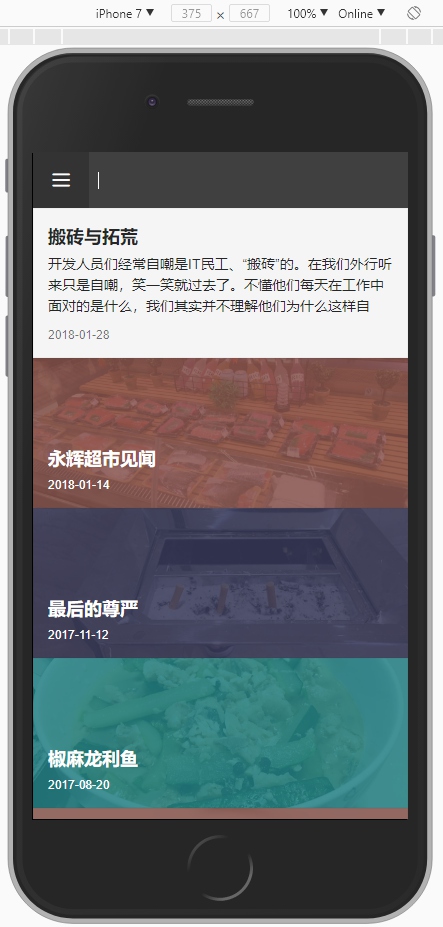 iPhone 7 ▼ 375 × 667 100% ▼ Online ▼
搬砖与拓荒
开发人员们经常自嘲是IT民工、“搬砖”的。在我们外行听
来只是自嘲，笑一笑就过去了。不懂他们每天在工作中
面对的是什么，我们其实并不理解他们为什么这样自
2018-01-28
永辉超市见闻
2018-01-14
最后的尊严
2017-11-12
椒麻龙利鱼
2017-08-20